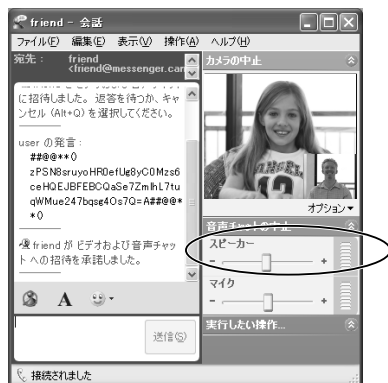 friend - 会話
ファイル(F) 編集(E) 表示(V) 操作(A) ヘルプ(H)
宛先： friend
<friend@messenger.car
に招待しました。返答を待つか、キャ
ンセル (Alt+Q) を選択してください。
user の発言：
##@@**()
zPSN8sruyoHR0efUg8yC0Mzs6
ceHQEJBFEBCQaSe7ZmlhL7tu
qWMue247bqsg4Os7Q=A##@@*
*()
friend が ビデオおよび音声チャッ
トへの招待を承諾しました。
A
送信(S)
接続されました
カメラの中止
ANGEL
12
オプション
音声チャットの中止
スピーカー
- +
マイク
- +
実行したい操作...